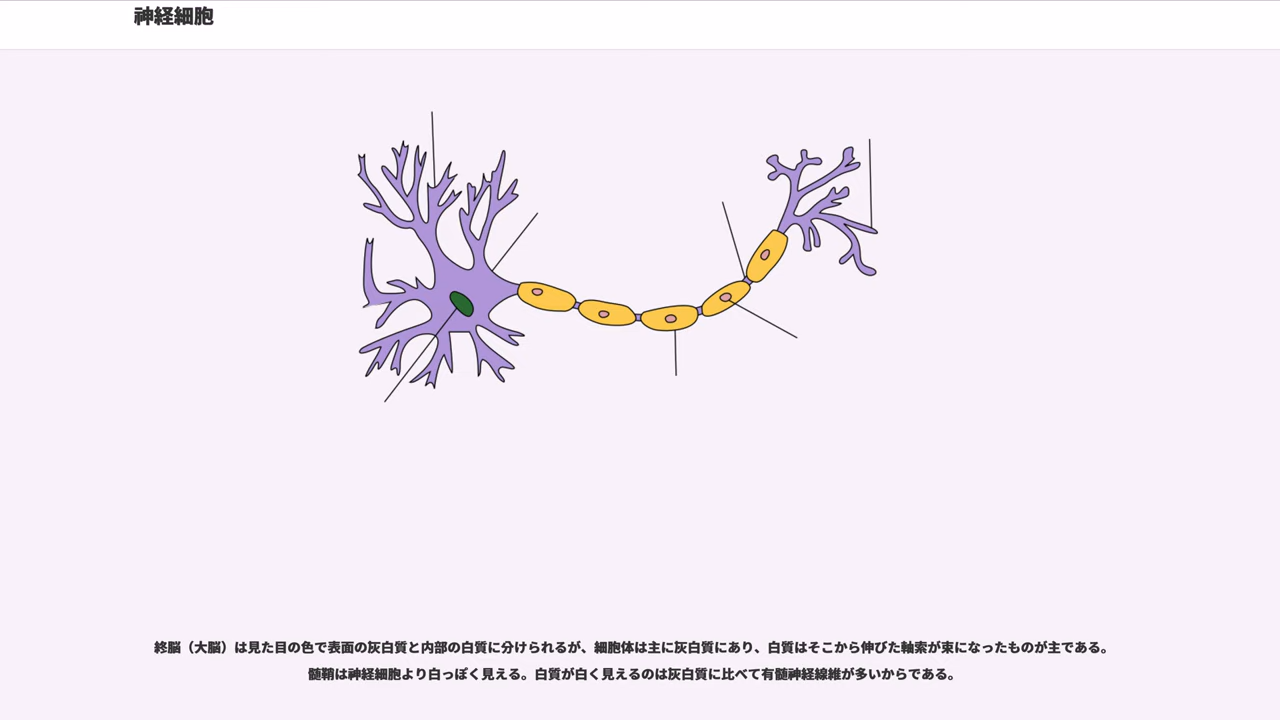 神経細胞
終脳（大脳）は見た目の色で表面の灰白質と内部の白質に分けられるが、細胞体は主に灰白質にあり、白質はそこから伸びた軸索が束になったものが主である。
髄鞘は神経細胞より白っぽく見える。白質が白く見えるのは灰白質に比べて有髄神経線維が多いからである。